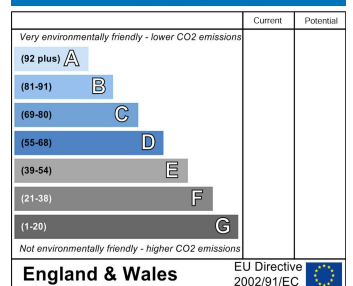 Current Potential
Very environmentally friendly - lower CO2 emissions
(92 plus) A
(81-91) B
(69-80) C
(55-68) D
(39-54) E
(21-38) F
(1-20) G
Not environmentally friendly - higher CO2 emissions
England & Wales
EU Directive
2002/91/EC